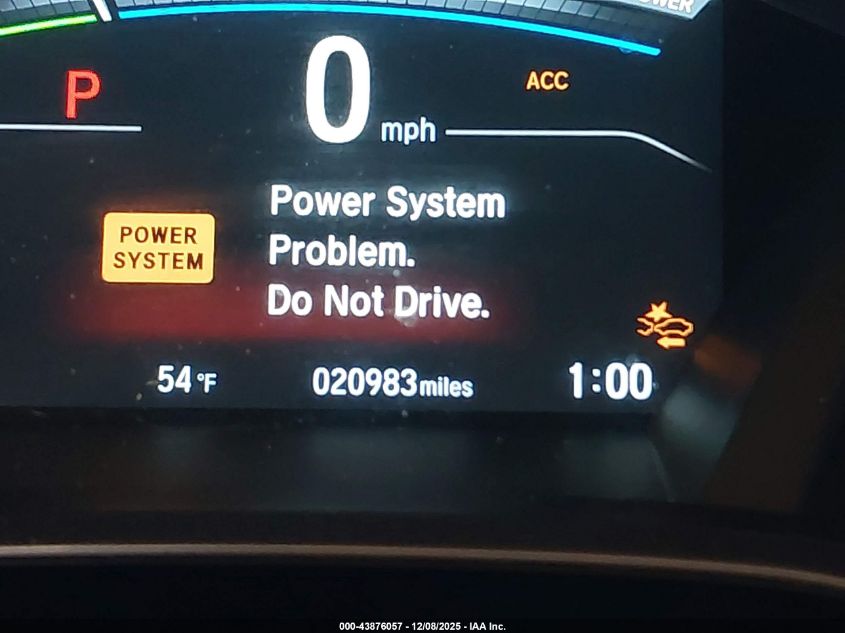 POWER
P
0 mph
ACC
POWER
SYSTEM
Power System
Problem.
Do Not Drive.
54°F
020983 miles
1:00
000-43876057 - 12/08/2025 - IAA Inc.